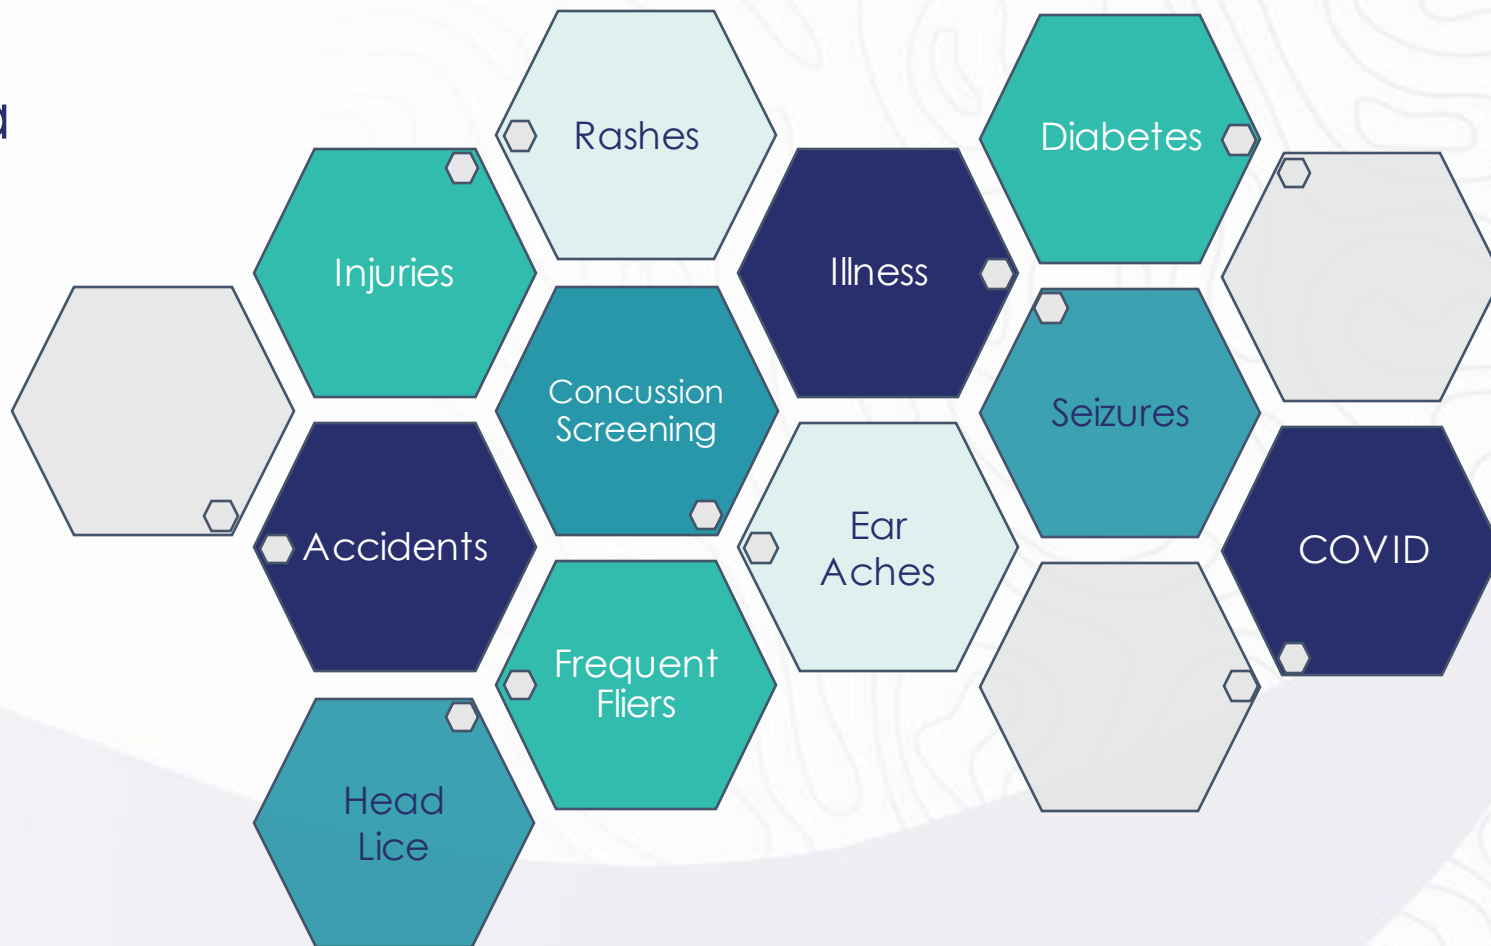 Rashes
Diabetes
Injuries
Illness
Concussion
Screening
Seizures
Accidents
Ear
Aches
COVID
Frequent
Fliers
Head
Lice